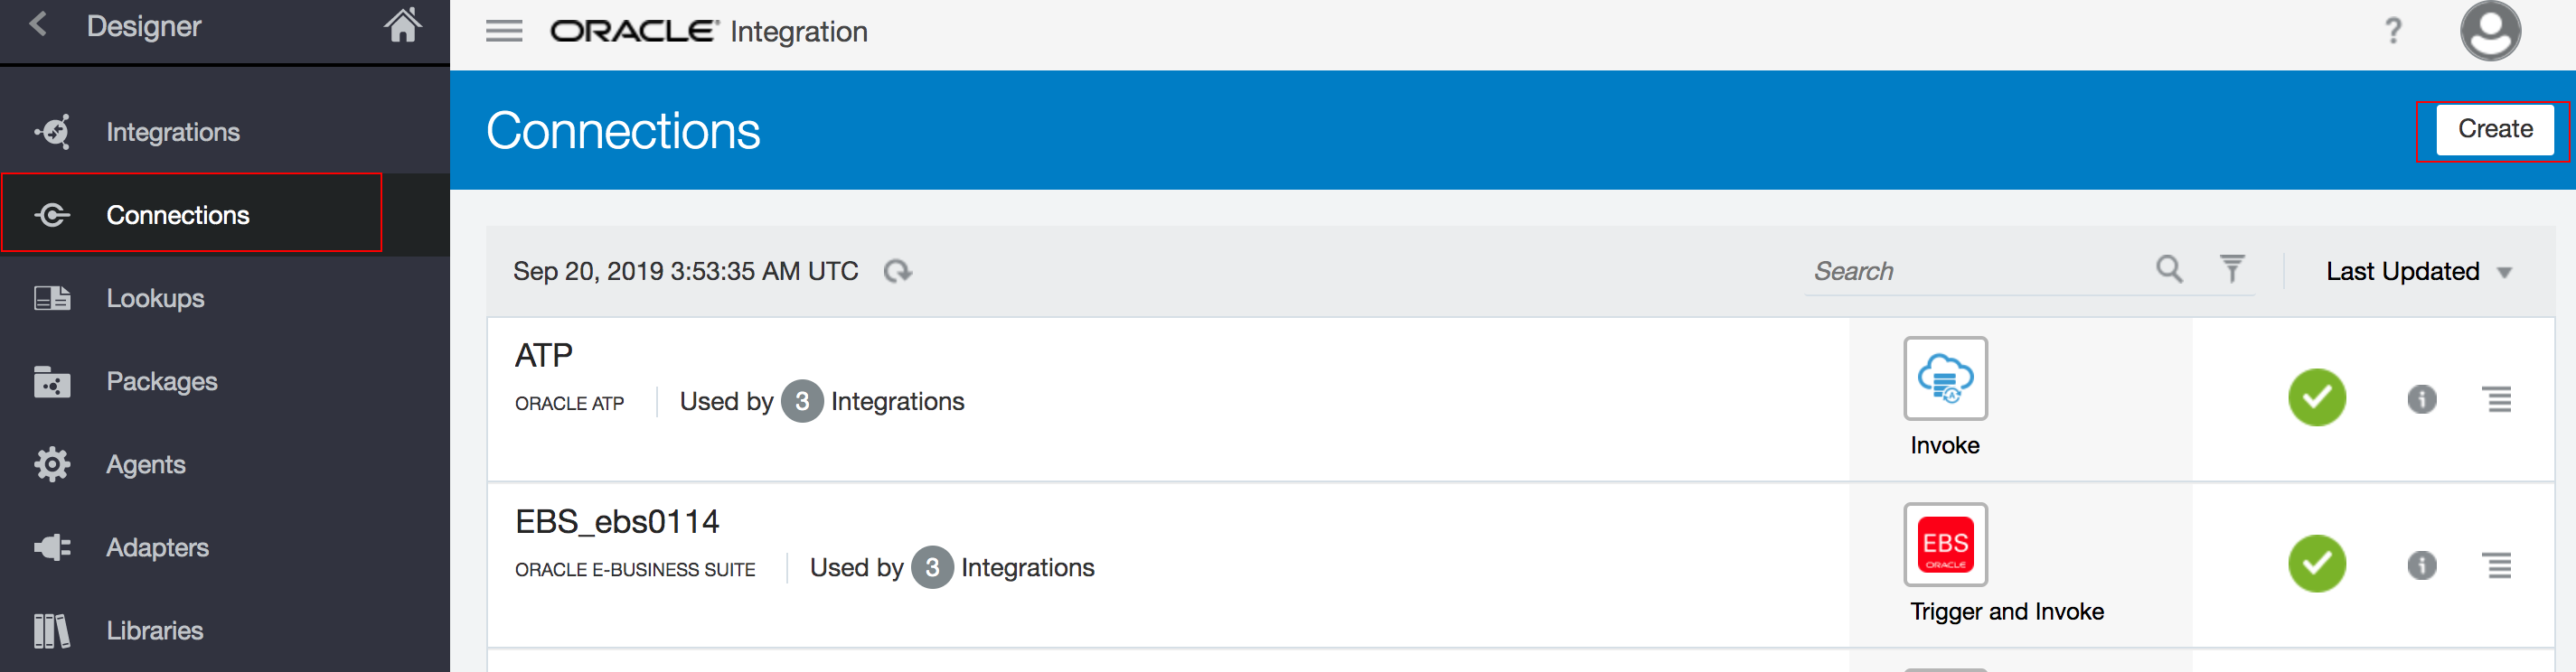 Designer
ORACLE Integration
?
Integrations
Connections
Lookups
Packages
Agents
Adapters
Libraries
Connections
Create
Sep 20, 2019 3:53:35 AM UTC
Search
Last Updated
ATP
ORACLE ATP Used by 3 Integrations
A
Invoke
EBS_ebs0114
ORACLE E-BUSINESS SUITE Used by 3 Integrations
EBS
ORACLE
Trigger and Invoke